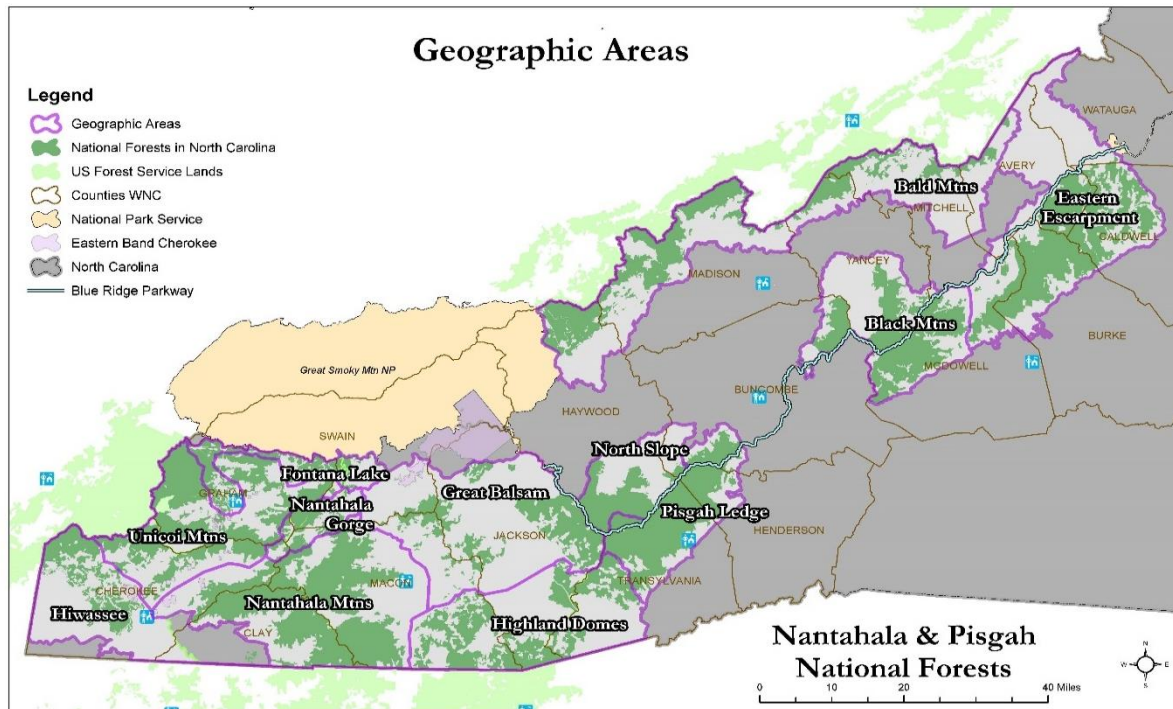 Geographic Areas
Legend
Geographic Areas
National Forests in North Carolina
US Forest Service Lands
Counties WNC
National Park Service
Eastern Band Cherokee
North Carolina
Blue Ridge Parkway
WATAUGA
AVERY
Bald Mtns
MITCHELL
Eastern
Escarpment
CALDWELL
MADISON
YANCEY
Black Mtns
BURKE
MCDOWELL
Great Smoky Mtn NP
BUNCOMBE
HAYWOOD
SWAIN
North Slope
Fontana Lake
Great Balsam
GRAHAM
Nantahala
Gorge
Pisgah Ledge
Unicoi Mtns
JACKSON
HENDERSON
CHEROKEE
MACON
TRANSYLVANIA
Hiwassee
Nantahala Mtns
Highland Domes
CLAY
Nantahala & Pisgah
National Forests
N
W E
S
0 10 20 40 Miles